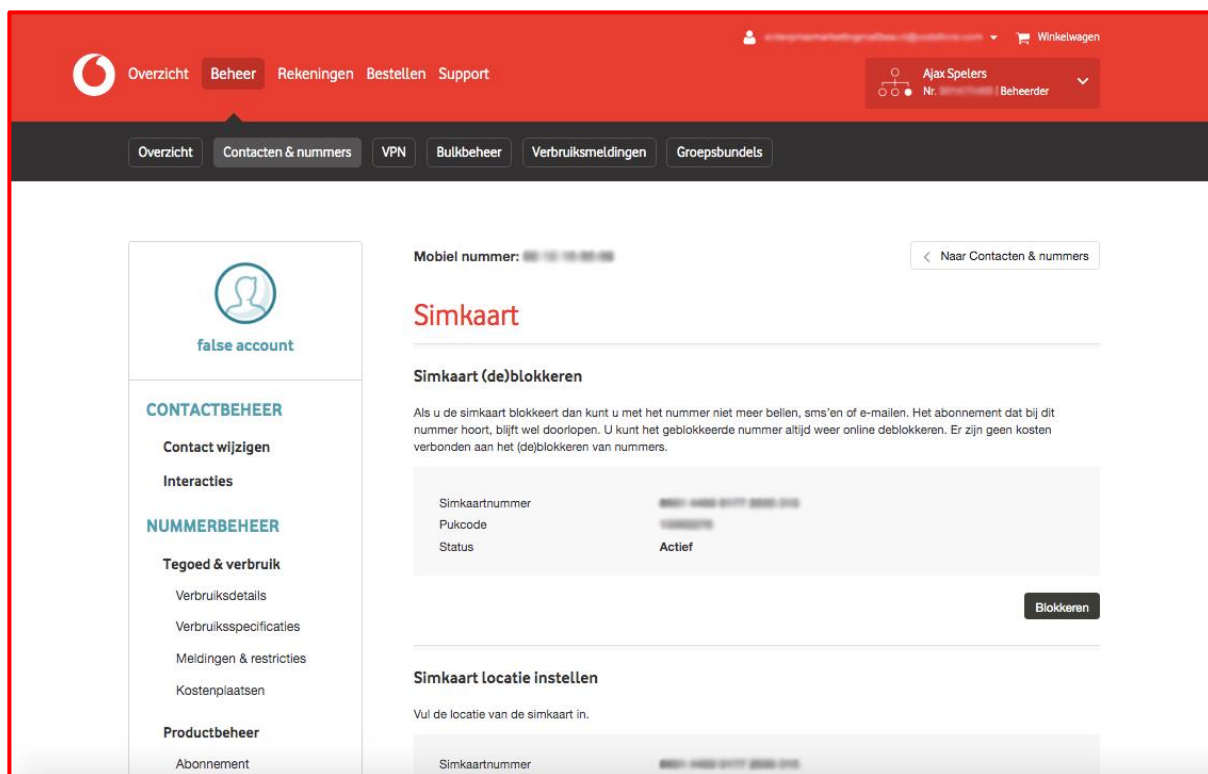 Winkelwagen
Overzicht Beheer Rekeningen Bestellen Support
Ajax Spelers
Nr. | Beheerder
Overzicht Contacten & nummers VPN Bulkbeheer Verbruiksmeldingen Groepsbundels
false account
CONTACTBEHEER
Contact wijzigen
Interacties
NUMMERBEHEER
Tegoed & verbruik
Verbruiksdetails
Verbruiksspecificaties
Meldingen & restricties
Kostenplaatsen
Productbeheer
Abonnement
Mobiel nummer:
Naar Contacten & nummers
Simkaart
Simkaart (de)blokkeren
Als u de simkaart blokkeert dan kunt u met het nummer niet meer bellen, sms'en of e-mailen. Het abonnement dat bij dit
nummer hoort, blijft wel doorlopen. U kunt het geblokkeerde nummer altijd weer online deblokkeren. Er zijn geen kosten
verbonden aan het (de)blokkeren van nummers.
Simkaartnummer
Pukcode
Status Actief
Blokkeren
Simkaart locatie instellen
Vul de locatie van de simkaart in.
Simkaartnummer